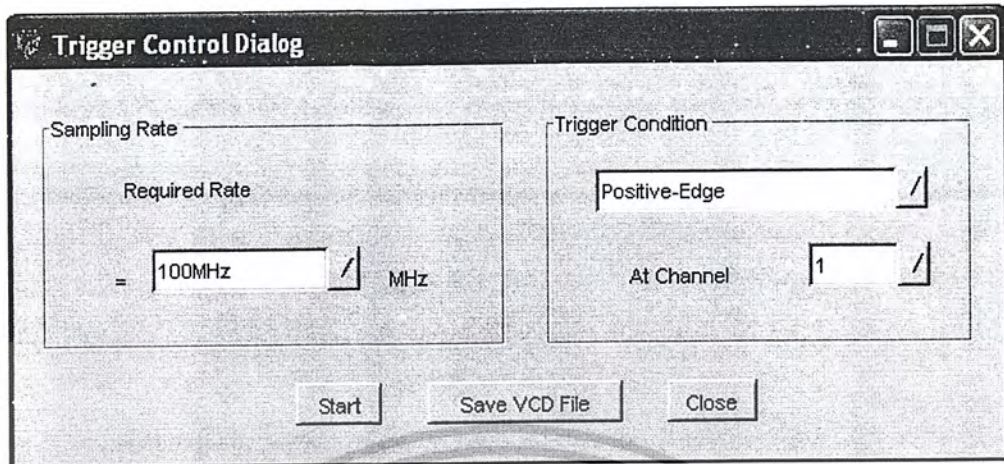 Trigger Control Dialog
Sampling Rate
Required Rate
= 100MHz / MHz
Trigger Condition
Positive-Edge /
At Channel 1 /
Start Save VCD File Close